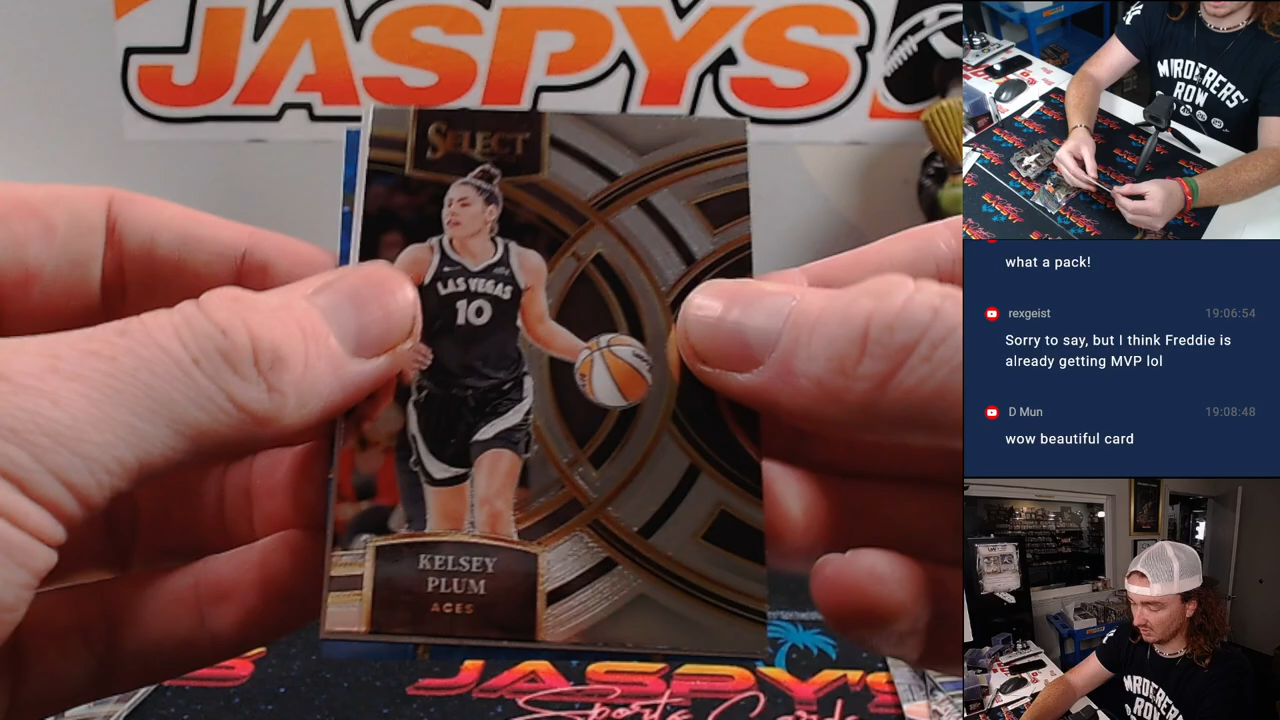 JASPYS
SELECT
LAS VEGAS
10
KELSEY
PLUM
ACES
JASPY'S
Sports Cards
MURDERERS'
ROW
what a pack!
rexgeist 19:06:54
Sorry to say, but I think Freddie is
already getting MVP lol
D Mun 19:08:48
wow beautiful card
MURDERERS'
ROW